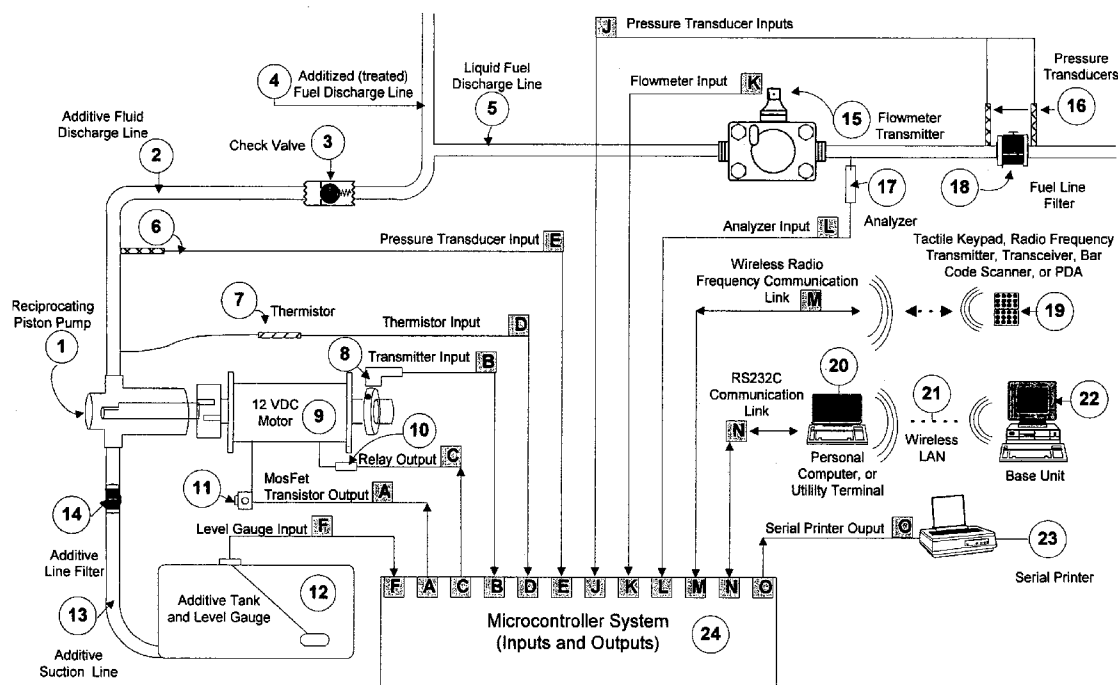 J Pressure Transducer Inputs
4 Additized (treated)
Fuel Discharge Line
Liquid Fuel
Discharge Line
5
Flowmeter Input K
15
Flowmeter
Transmitter
Pressure
Transducers
16
Additive Fluid
Discharge Line
2
Check Valve
3
17
Analyzer
18
Fuel Line
Filter
6
Pressure Transducer Input E
Analyzer Input L
Tactile Keypad, Radio Frequency
Transmitter, Transceiver, Bar
Code Scanner, or PDA
19
Wireless Radio
Frequency Communication
Link
M
7
Thermistor
Thermistor Input D
Reciprocating
Piston Pump
1
8
Transmitter Input B
12 VDC
Motor
9
10
Relay Output C
RS232C
Communication
Link
N
20
Personal
Computer, or
Utilility Terminal
21
Wireless
LAN
22
Base Unit
11
MosFet
Transistor Output A
14
Additive
Line Filter
Level Gauge Input F
Serial Printer Ouput O
23
Serial Printer
13
Additive
Suction Line
Additive Tank
and Level Gauge
12
F A C B D E J K L M N O
Microcontroller System
(Inputs and Outputs)
24